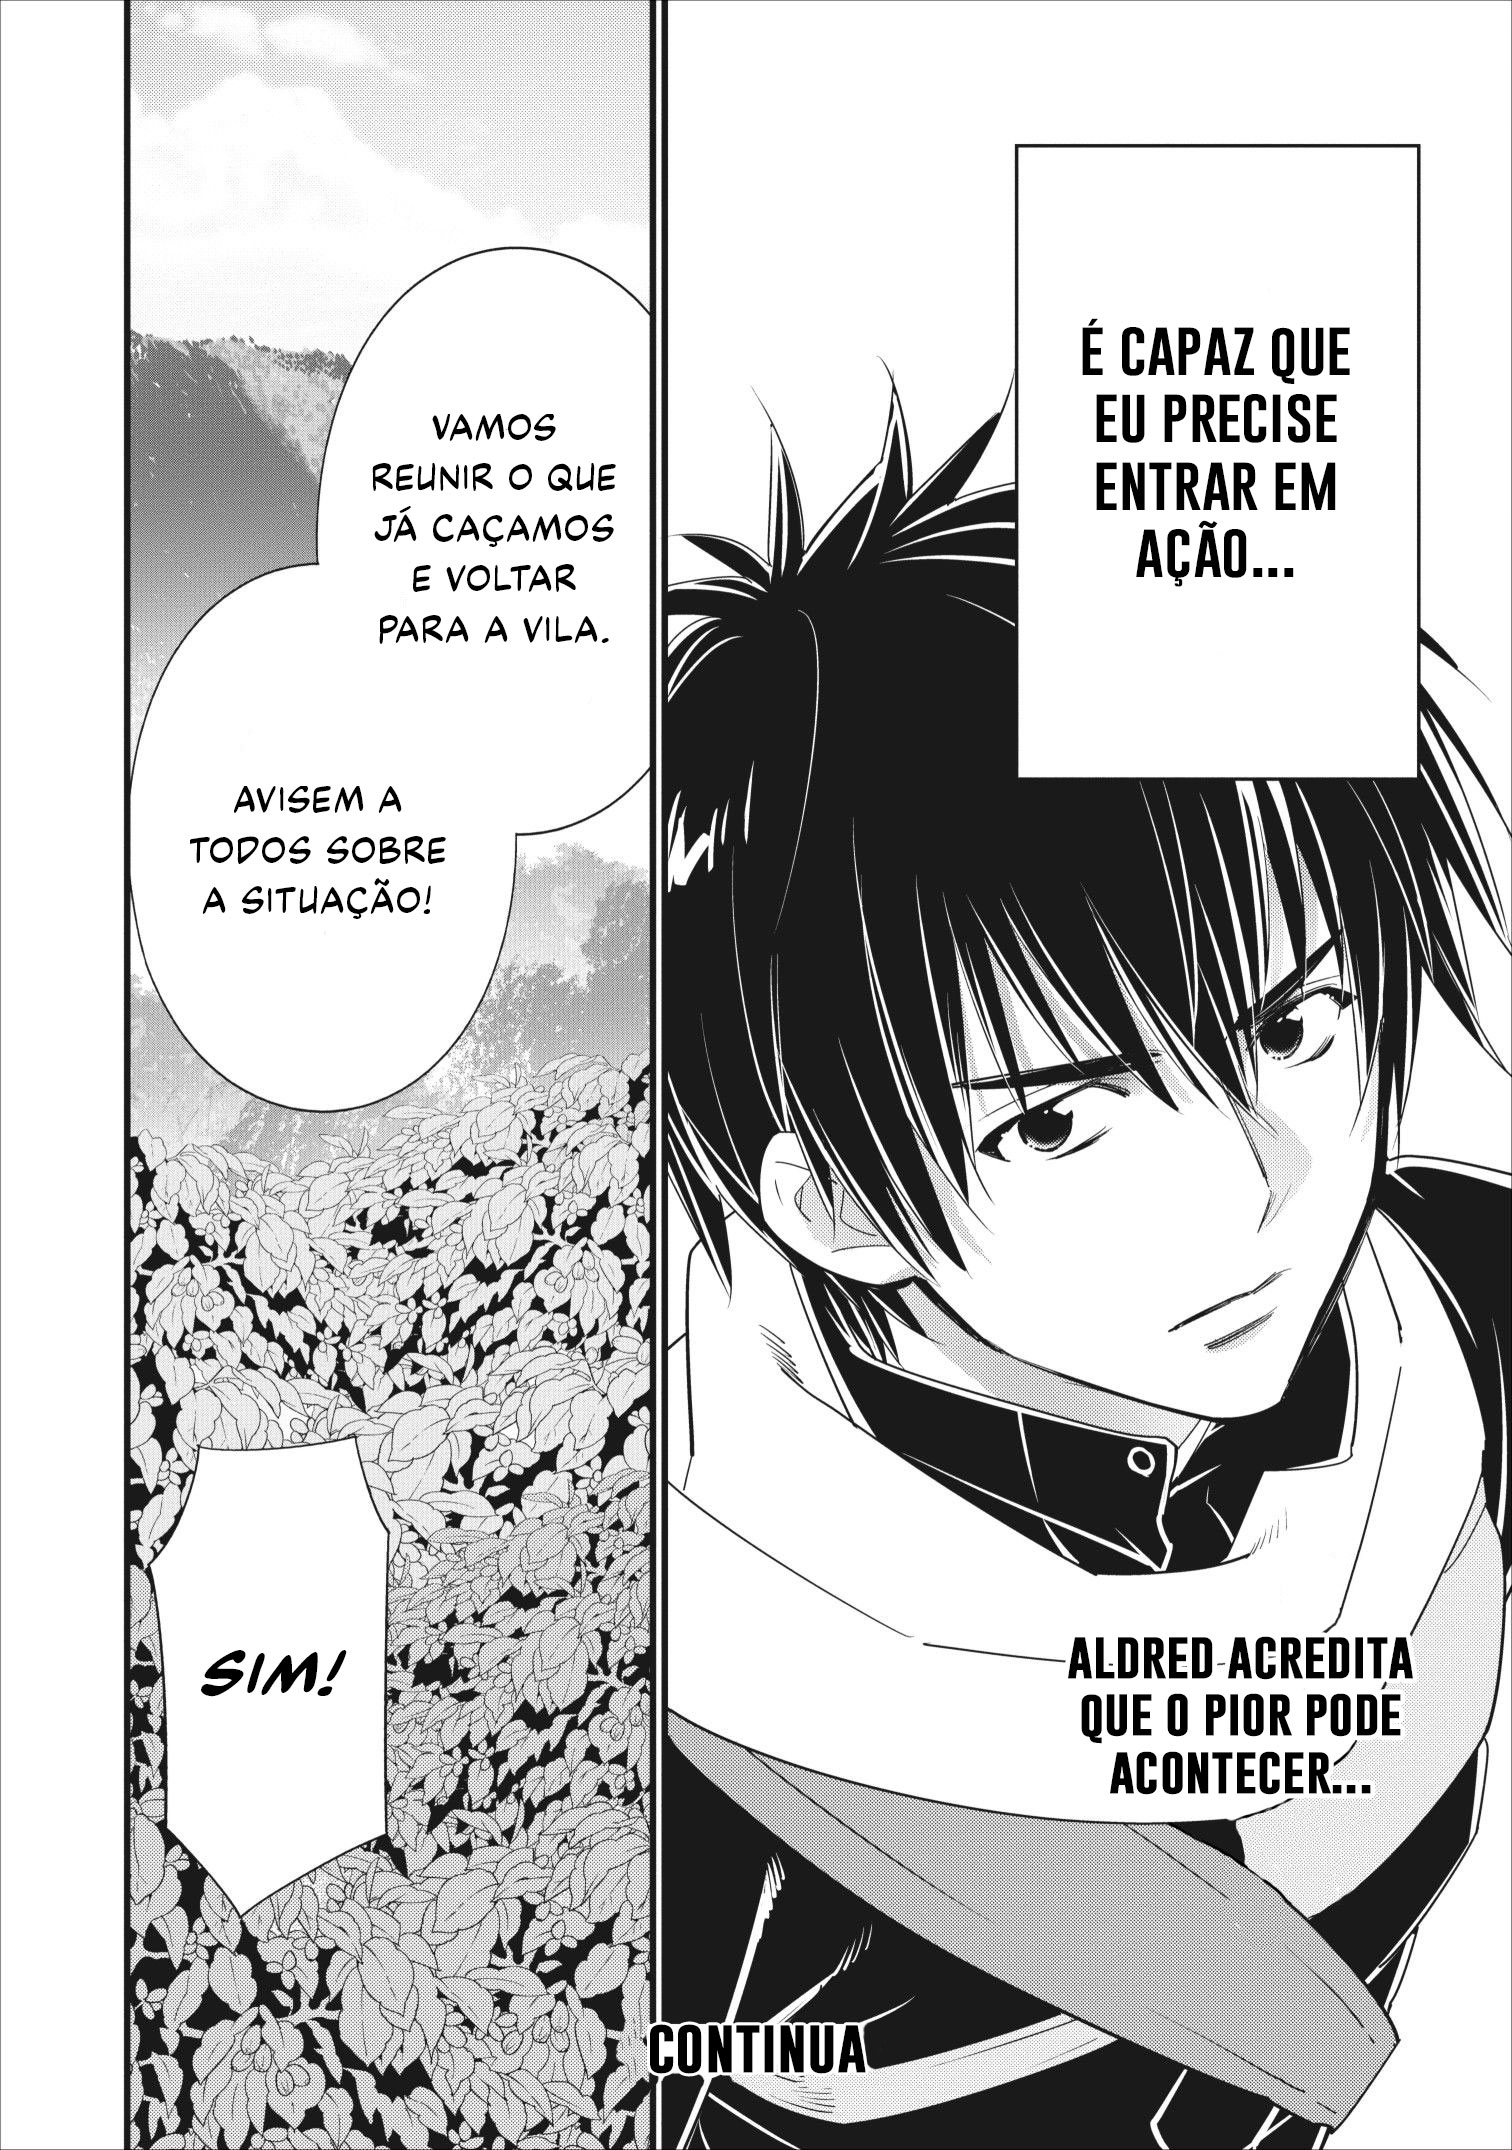 VAMOS
REUNIR O QUE
JÁ CAÇAMOS
E VOLTAR
PARA A VILA.
AVISEM A
TODOS SOBRE
A SITUAÇÃO!
SIM!
É CAPAZ QUE
EU PRECISE
ENTRAR EM
AÇÃO...
ALDRED ACREDITA
QUE O PIOR PODE
ACONTECER...
CONTINUA